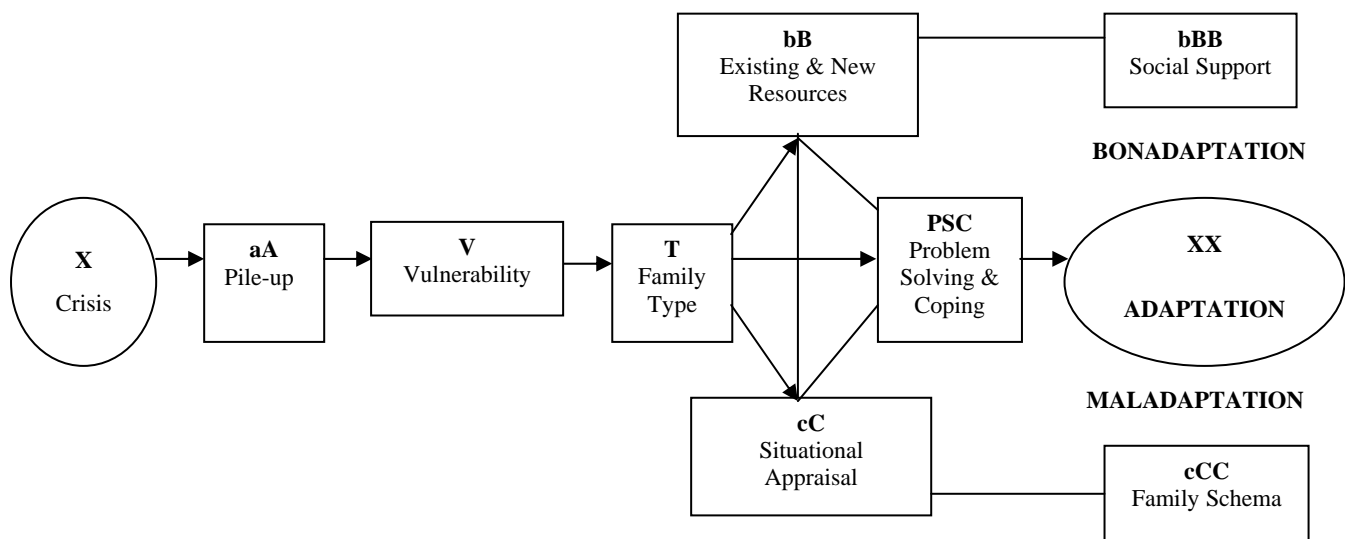 X
Crisis
aA
Pile-up
V
Vulnerability
T
Family
Type
bB
Existing & New
Resources
bBB
Social Support
PSC
Problem
Solving &
Coping
cC
Situational
Appraisal
cCC
Family Schema
BONADAPTATION
XX
ADAPTATION
MALADAPTATION